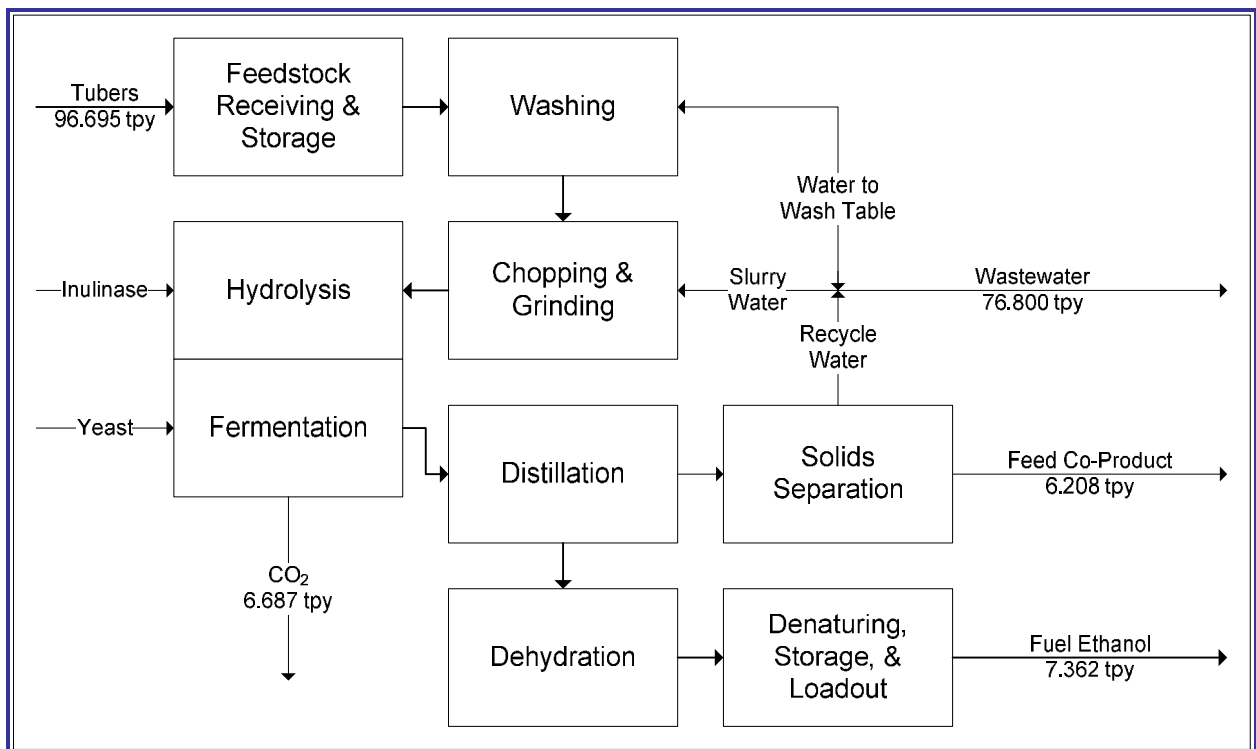 Tubers
96.695 tpy
Feedstock
Receiving &
Storage
Washing
Water to
Wash Table
Inulinase
Hydrolysis
Chopping &
Grinding
Slurry
Water
Wastewater
76.800 tpy
Recycle
Water
Yeast
Fermentation
Distillation
Solids
Separation
Feed Co-Product
6.208 tpy
CO₂
6.687 tpy
Dehydration
Denaturing,
Storage, &
Loadout
Fuel Ethanol
7.362 tpy